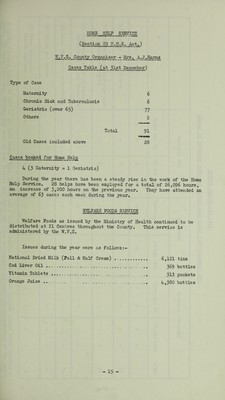 HOME HELP SERVICE
(Section 29 N.H.S. Act.)
W.V.S. County Organiser - Mrs. A.J.Harms
Cases Table (at 31st December)
Type of Case
Maternity 6
Chronic Sick and Tuberculosis 6
Geriatric (over 65) 77
Others 2
Total 91
Old Cases included above 28
Cases booked for Home Help
4 (3 Maternity - 1 Geriatric)
During the year there has been a steady rise in the work of the Home
Help Service. 28 helps have been employed for a total of 26,206 hours,
an increase of 3,000 hours on the previous year. They have attended an
average of 63 cases each week during the year.
WELFARE FOODS SERVICE
Welfare Foods as issued by the Ministry of Health continued to be
distributed at 21 Centres throughout the County. This service is
administered by the W.V.S.
Issues during the year were as follows:-
National Dried Milk (Full & Half Cream) ............. 6,121 tins
Cod Liver Oil .. 369 bottles
Vitamin Tablets .. 313 packets
Orange Juice .. 4,300 bottles
- 15 -